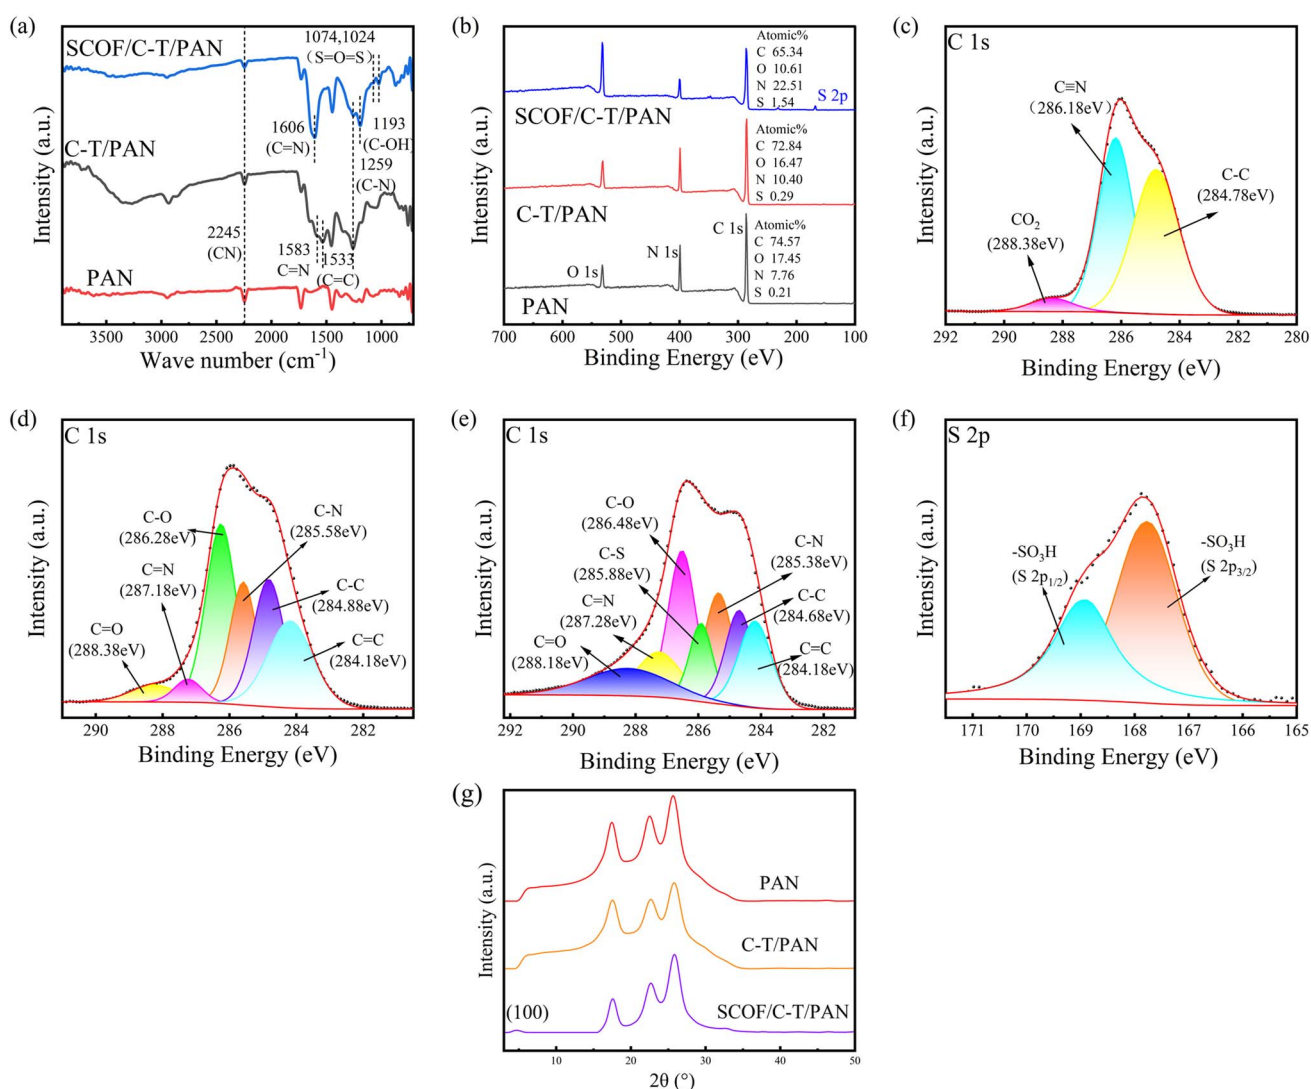 (a)
SCOF/C-T/PAN
1074,1024
(S=O=S)
1606
(C=N)
1193
(C-OH)
C-T/PAN
1259
(C-N)
2245
(CN)
1583
C=N
1533
(C=C)
PAN
3500 3000 2500 2000 1500 1000
Wave number (cm⁻¹)
Intensity (a.u.)
(b)
Atomic%
C 65.34
O 10.61
N 22.51
S 1.54
S 2p
SCOF/C-T/PAN
Atomic%
C 72.84
O 16.47
N 10.40
S 0.29
C-T/PAN
C 1s
N 1s
O 1s
Atomic%
C 74.57
O 17.45
N 7.76
S 0.21
PAN
700 600 500 400 300 200 100
Binding Energy (eV)
Intensity (a.u.)
(c)
C 1s
C≡N
(286.18eV)
C-C
(284.78eV)
CO₂
(288.38eV)
292 290 288 286 284 282 280
Binding Energy (eV)
Intensity (a.u.)
(d)
C 1s
C-O
(286.28eV)
C-N
(285.58eV)
C=N
(287.18eV)
C-C
(284.88eV)
C=O
(288.38eV)
C=C
(284.18eV)
290 288 286 284 282
Binding Energy (eV)
Intensity (a.u.)
(e)
C 1s
C-O
(286.48eV)
C-S
(285.88eV)
C-N
(285.38eV)
C=N
(287.28eV)
C-C
(284.68eV)
C=O
(288.18eV)
C=C
(284.18eV)
292 290 288 286 284 282
Binding Energy (eV)
Intensity (a.u.)
(f)
S 2p
-SO₃H
(S 2p₁/₂)
-SO₃H
(S 2p₃/₂)
171 170 169 168 167 166 165
Binding Energy (eV)
Intensity (a.u.)
(g)
PAN
C-T/PAN
(100)
SCOF/C-T/PAN
10 20 30 40 50
2θ (°)
Intensity (a.u.)